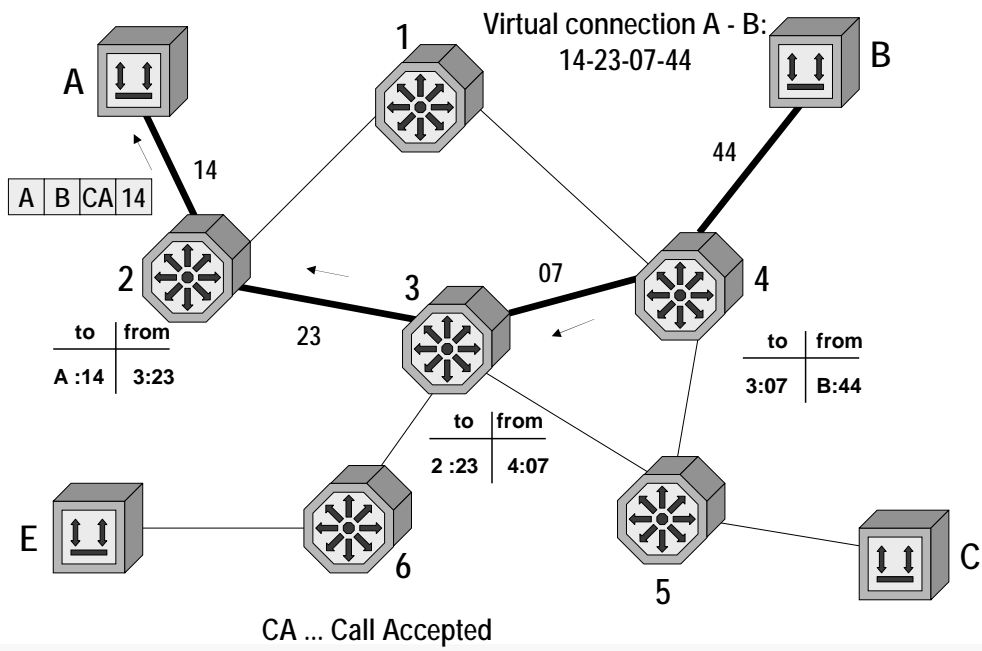 Virtual connection A - B:
14-23-07-44
A
1
B
14
44
A B CA 14
2
3
07
4
23
to from
A :14 3:23
to from
3:07 B:44
to from
2 :23 4:07
E
6
5
C
CA ... Call Accepted